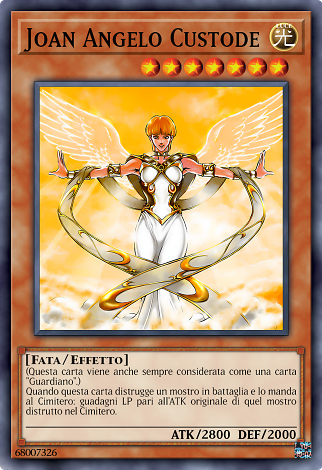 Joan Angelo Custode
光
[Fata/Effetto]
(Questa carta viene anche sempre considerata come una carta
"Guardiano".)
Quando questa carta distrugge un mostro in battaglia e lo manda
al Cimitero: guadagni LP pari all'ATK originale di quel mostro
distrutto nel Cimitero.
ATK/2800 DEF/2000
68007326